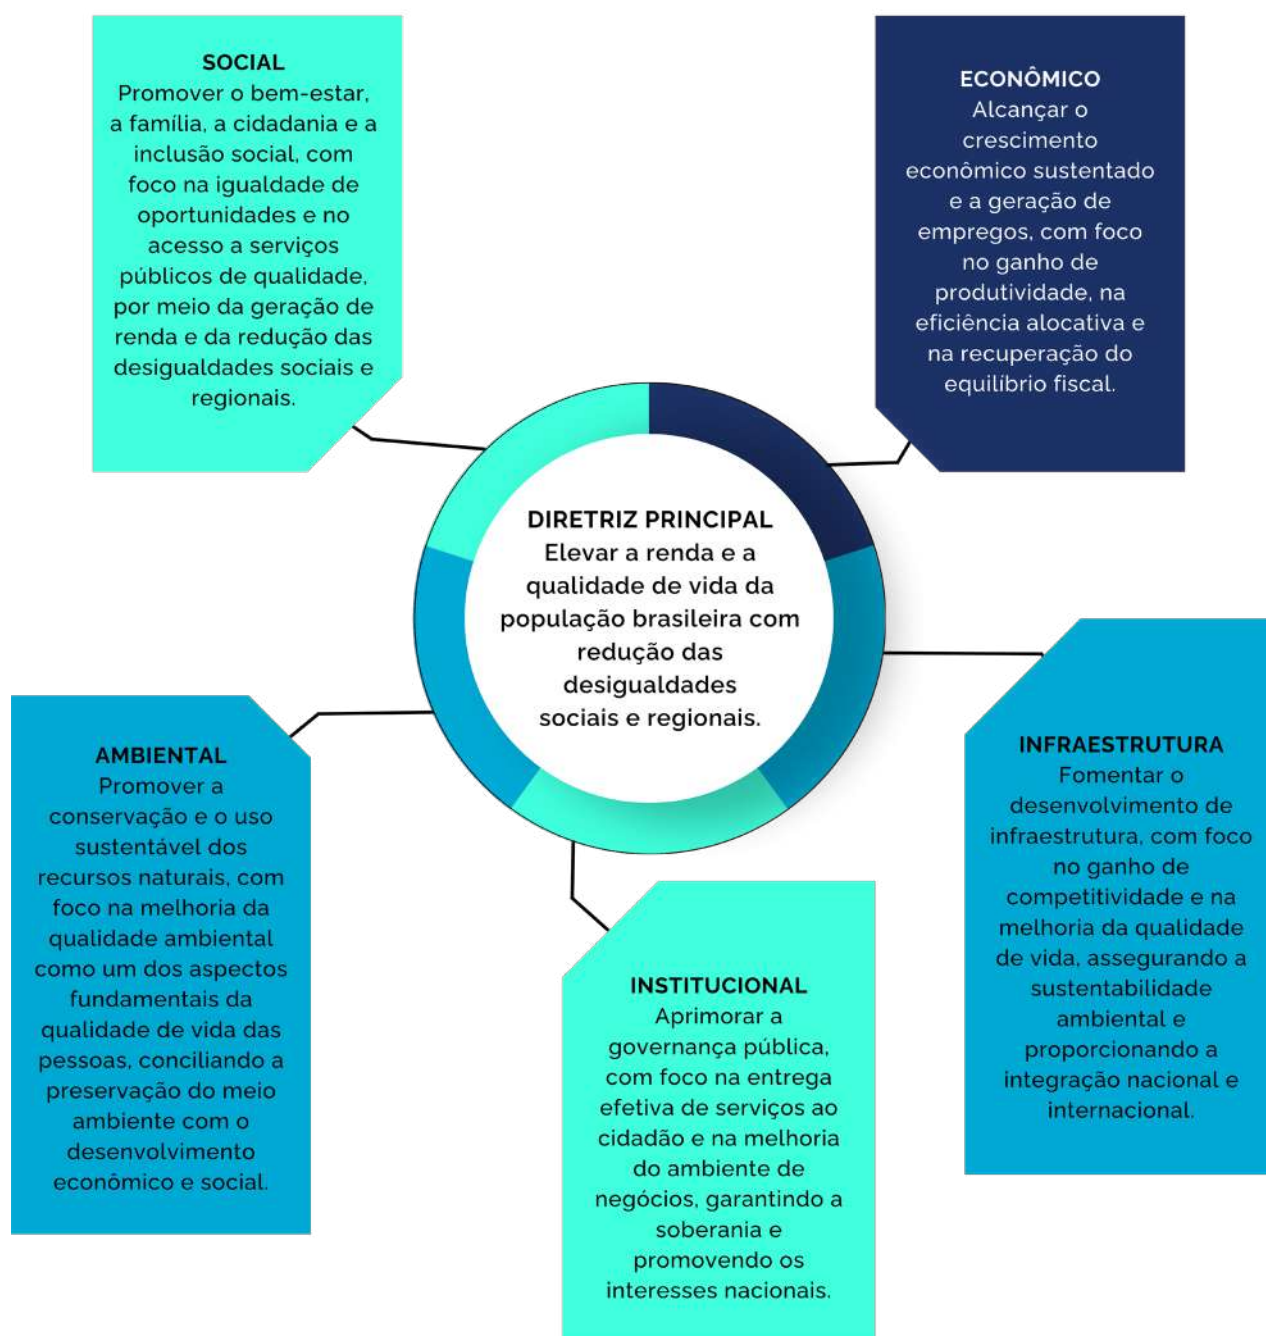 SOCIAL
Promover o bem-estar,
a família, a cidadania e a
inclusão social, com
foco na igualdade de
oportunidades e no
acesso a serviços
públicos de qualidade,
por meio da geração de
renda e da redução das
desigualdades sociais e
regionais.
ECONÔMICO
Alcançar o
crescimento
econômico sustentado
e a geração de
empregos, com foco
no ganho de
produtividade, na
eficiência alocativa e
na recuperação do
equilíbrio fiscal.
DIRETRIZ PRINCIPAL
Elevar a renda e a
qualidade de vida da
população brasileira com
redução das
desigualdades
sociais e regionais.
AMBIENTAL
Promover a
conservação e o uso
sustentável dos
recursos naturais, com
foco na melhoria da
qualidade ambiental
como um dos aspectos
fundamentais da
qualidade de vida das
pessoas, conciliando a
preservação do meio
ambiente com o
desenvolvimento
econômico e social.
INFRAESTRUTURA
Fomentar o
desenvolvimento de
infraestrutura, com foco
no ganho de
competitividade e na
melhoria da qualidade
de vida, assegurando a
sustentabilidade
ambiental e
proporcionando a
integração nacional e
internacional.
INSTITUCIONAL
Aprimorar a
governança pública,
com foco na entrega
efetiva de serviços ao
cidadão e na melhoria
do ambiente de
negócios, garantindo a
soberania e
promovendo os
interesses nacionais.